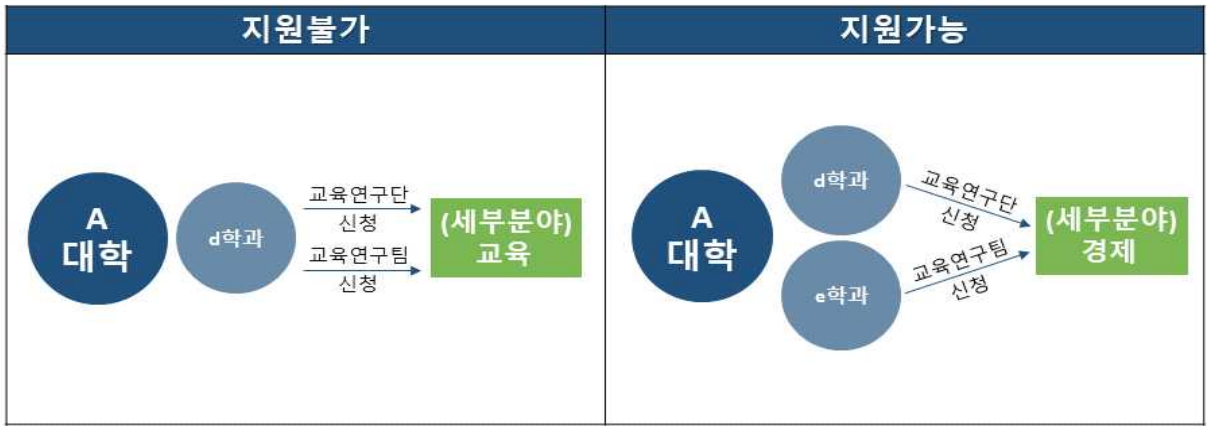 지원불가
지원가능
A
대학
d학과
교육연구단
신청
교육연구팀
신청
(세부분야)
교육
A
대학
d학과
e학과
교육연구단
신청
교육연구팀
신청
(세부분야)
경제